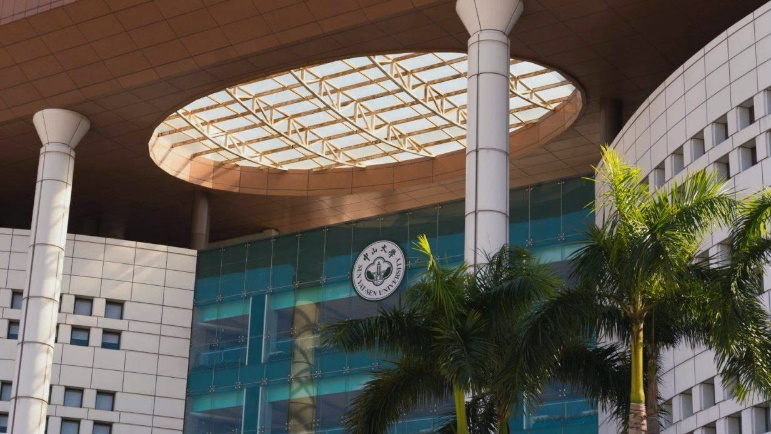 中山大學
SUN YAT-SEN UNIVERSITY